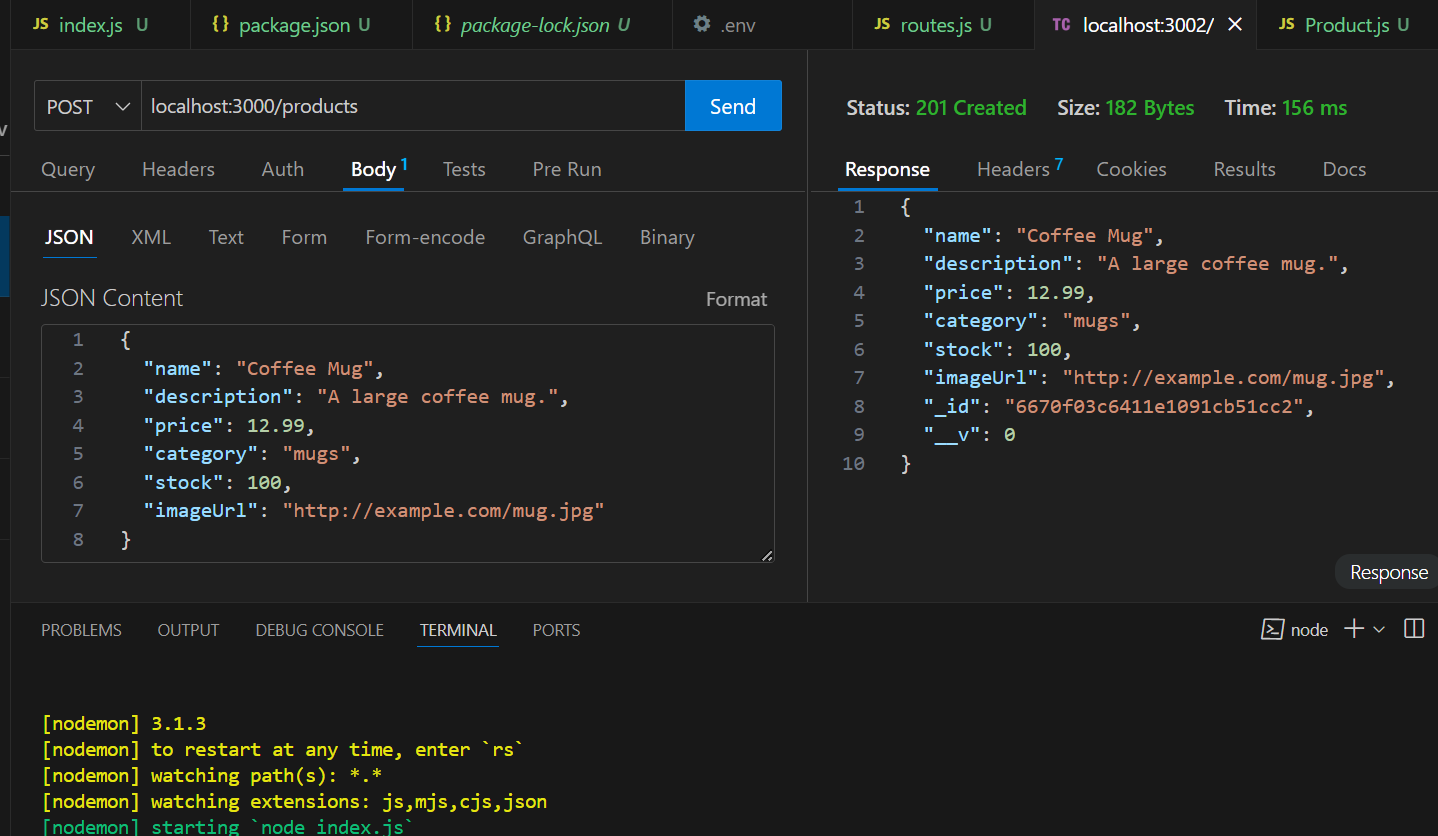 JS index.js U {} package.json U {} package-lock.json U .env JS routes.js U TC localhost:3002/ JS Product.js U
POST localhost:3000/products Send
Query Headers Auth Body 1 Tests Pre Run
JSON XML Text Form Form-encode GraphQL Binary
JSON Content Format
1 {
2 "name": "Coffee Mug",
3 "description": "A large coffee mug.",
4 "price": 12.99,
5 "category": "mugs",
6 "stock": 100,
7 "imageUrl": "http://example.com/mug.jpg"
8 }
Status: 201 Created Size: 182 Bytes Time: 156 ms
Response Headers 7 Cookies Results Docs
1 {
2 "name": "Coffee Mug",
3 "description": "A large coffee mug.",
4 "price": 12.99,
5 "category": "mugs",
6 "stock": 100,
7 "imageUrl": "http://example.com/mug.jpg",
8 "_id": "6670f03c6411e1091cb51cc2",
9 "__v": 0
10 }
Response
PROBLEMS OUTPUT DEBUG CONSOLE TERMINAL PORTS node
[nodemon] 3.1.3
[nodemon] to restart at any time, enter `rs`
[nodemon] watching path(s): *.*
[nodemon] watching extensions: js,mjs,cjs,json
[nodemon] starting `node index.js`